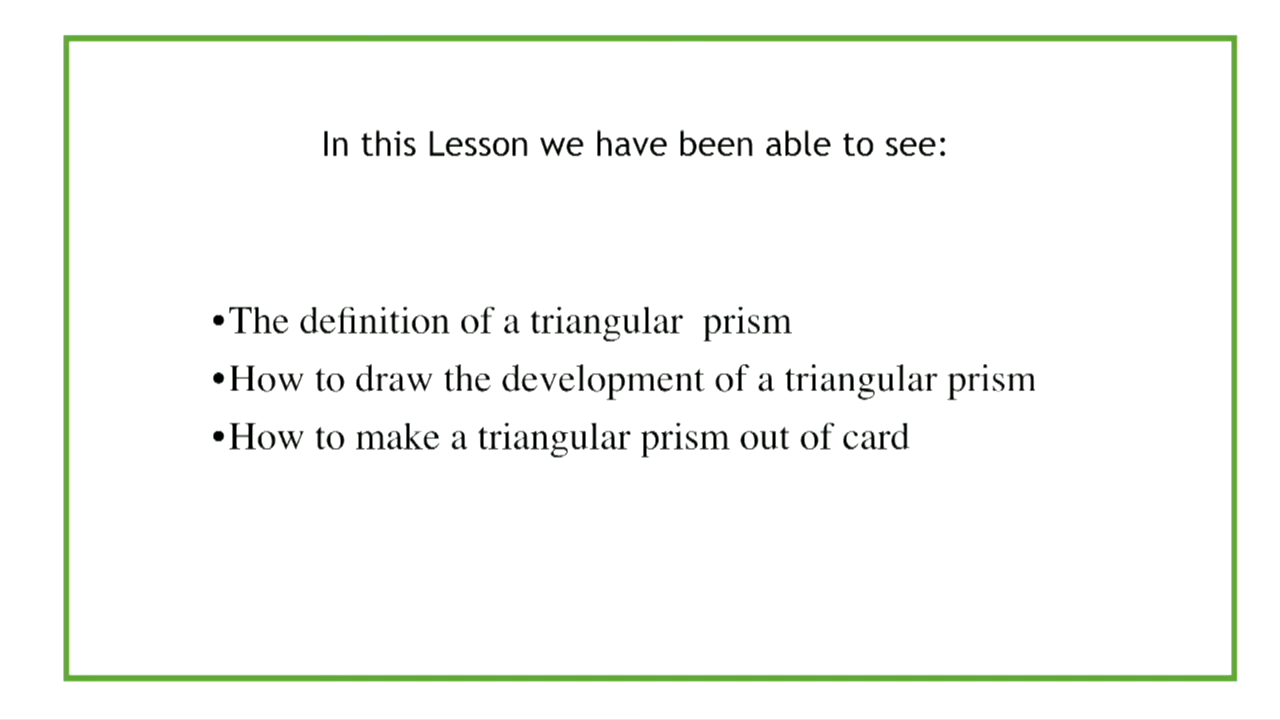 In this Lesson we have been able to see:
•The definition of a triangular  prism
•How to draw the development of a triangular prism
•How to make a triangular prism out of card